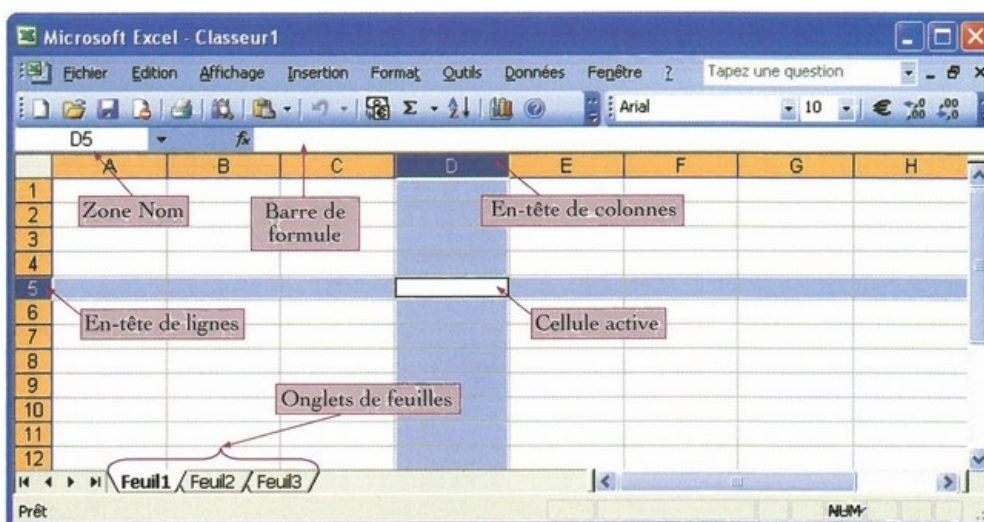 Microsoft Excel - Classeur1
Fichier Edition Affichage Insertion Format Outils Données Fenêtre ? Tapez une question
Arial 10
D5 fx
A B C D E F G H
1
2 Zone Nom Barre de formule En-tête de colonnes
3
4
5
6 En-tête de lignes Cellule active
7
8
9
10 Onglets de feuilles
11
12
Feuil1 Feuil2 Feuil3
Prêt NUM